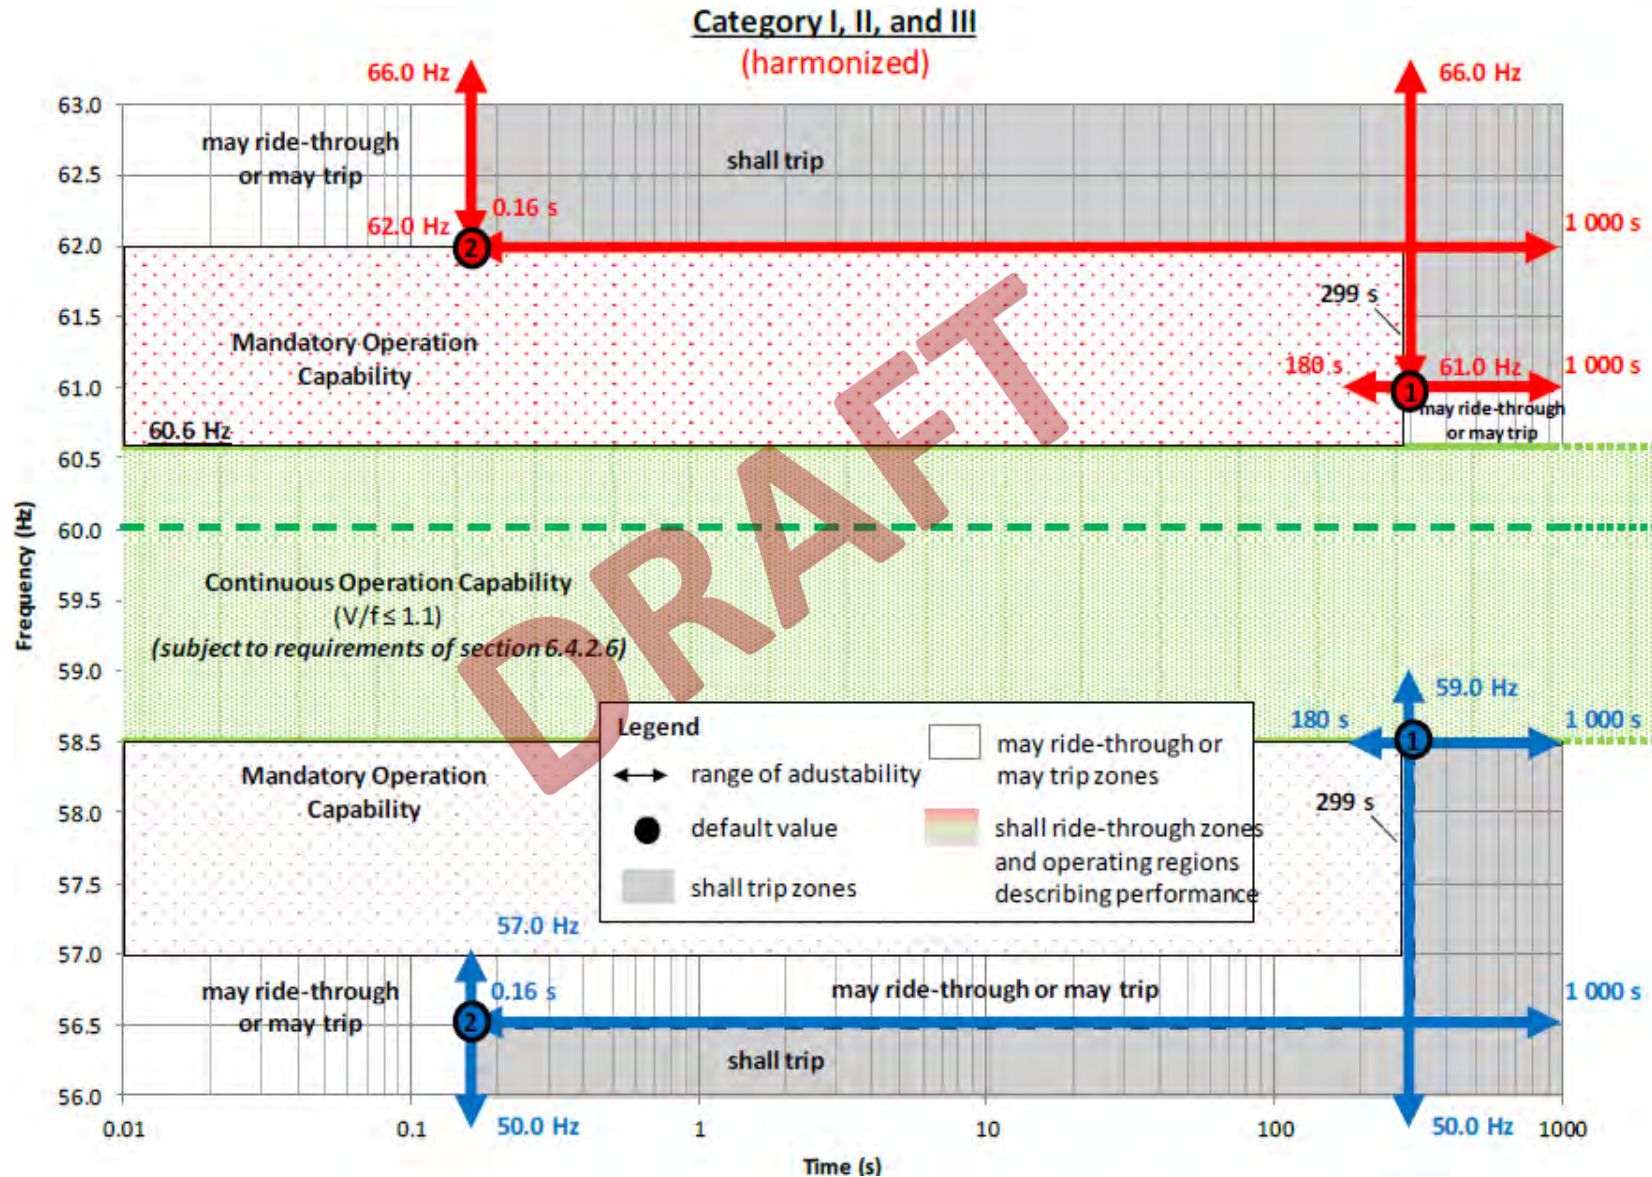 Category I, II, and III
(harmonized)
66.0 Hz
66.0 Hz
63.0
may ride-through
or may trip
shall trip
62.5
0.16 s
62.0 Hz
1 000 s
62.0
2
299 s
61.5
Mandatory Operation
Capability
180 s
61.0 Hz
1 000 s
61.0
1
may ride-through
or may trip
60.6 Hz
60.5
60.0
Frequency (Hz)
Continuous Operation Capability
(V/f ≤ 1.1)
(subject to requirements of section 6.4.2.6)
59.5
59.0
DRAFT
59.0 Hz
180 s
1 000 s
58.5
1
Mandatory Operation
Capability
299 s
58.0
57.5
Legend
range of adustability
default value
shall trip zones
may ride-through or
may trip zones
shall ride-through zones
and operating regions
describing performance
57.0 Hz
57.0
may ride-through
or may trip
0.16 s
may ride-through or may trip
1 000 s
56.5
2
shall trip
56.0
50.0 Hz
50.0 Hz
0.01
0.1
1
10
100
1000
Time (s)